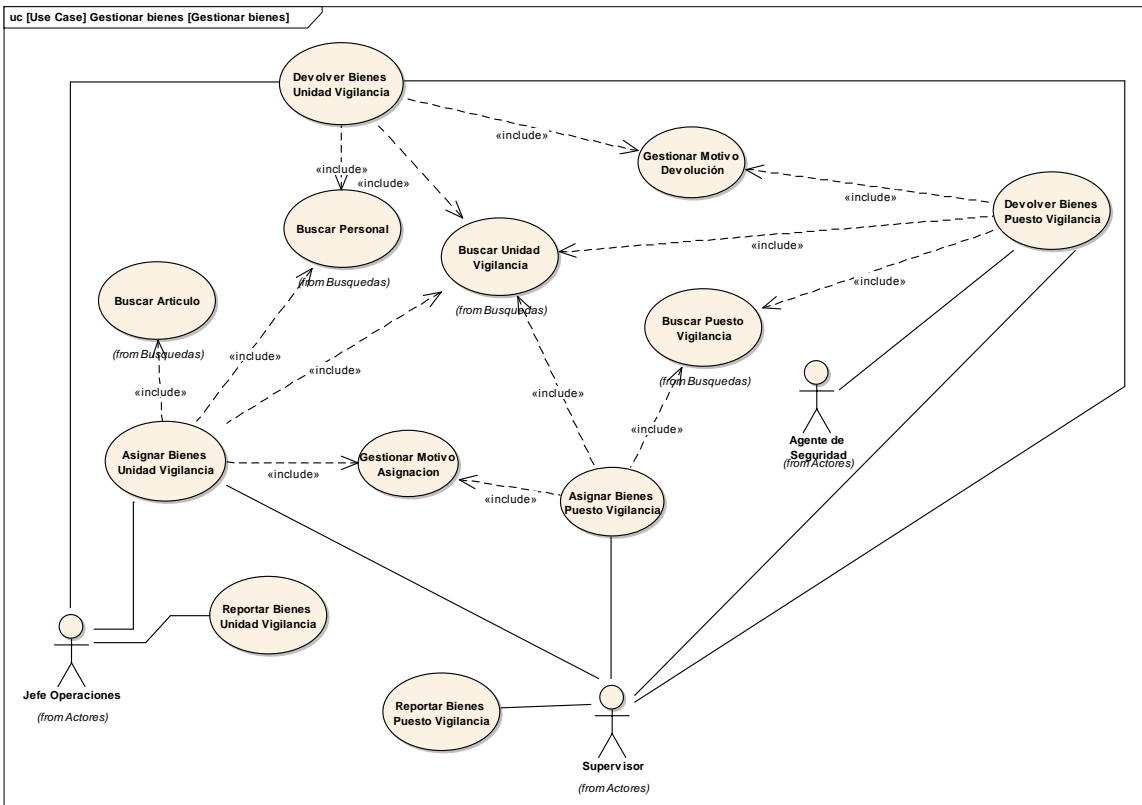 uc [Use Case] Gestionar bienes [Gestionar bienes]
Devolver Bienes
Unidad Vigilancia
«include»
Gestionar Motivo
Devolución
«include»
«include»
«include»
Devolver Bienes
Puesto Vigilancia
Buscar Personal
(from Busquedas)
Buscar Unidad
Vigilancia
(from Busquedas)
«include»
«include»
Buscar Articulo
(from Busquedas)
Buscar Puesto
Vigilancia
(from Busquedas)
«include»
«include»
«include»
«include»
«include»
Agente de
Seguridad
(from Actores)
Asignar Bienes
Unidad Vigilancia
«include»
Gestionar Motivo
Asignacion
«include»
Asignar Bienes
Puesto Vigilancia
Reportar Bienes
Unidad Vigilancia
Jefe Operaciones
(from Actores)
Reportar Bienes
Puesto Vigilancia
Supervisor
(from Actores)